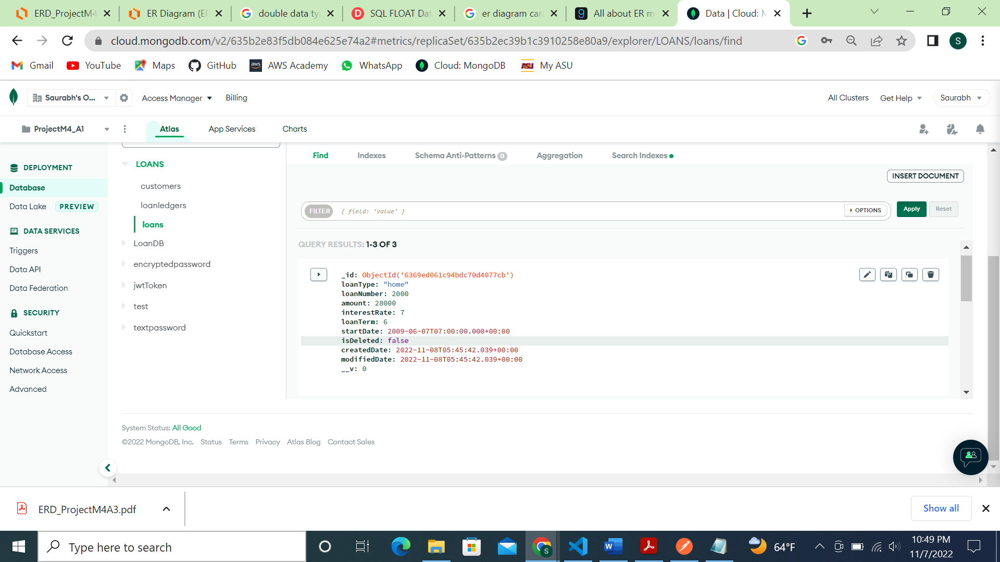 ERD_ProjectM4
ER Diagram (ER
double data ty
SQL FLOAT Dat
er diagram card
All about ER m
Data | Cloud: M
cloud.mongodb.com/v2/635b2e83f5db084e625e74a2#metrics/replicaSet/635b2ec39b1c3910258e80a9/explorer/LOANS/loans/find
S
Gmail
YouTube
Maps
GitHub
aws
AWS Academy
WhatsApp
Cloud: MongoDB
ASU
My ASU
Saurabh's O...
Access Manager
Billing
All Clusters
Get Help
Saurabh
ProjectM4_A1
Atlas
App Services
Charts
DEPLOYMENT
Database
Data Lake PREVIEW
DATA SERVICES
Triggers
Data API
Data Federation
SECURITY
Quickstart
Database Access
Network Access
Advanced
LOANS
customers
loanledgers
loans
LoanDB
encryptedpassword
jwtToken
test
textpassword
Find
Indexes
Schema Anti-Patterns 0
Aggregation
Search Indexes
INSERT DOCUMENT
FILTER { field: 'value' }
OPTIONS
Apply
Reset
QUERY RESULTS: 1-3 OF 3
_id: ObjectId('6369ed061c94bdc70d4077cb')
loanType: "home"
loanNumber: 2000
amount: 28000
interestRate: 7
loanTerm: 6
startDate: 2009-06-07T07:00:00.000+00:00
isDeleted: false
createdDate: 2022-11-08T05:45:42.039+00:00
modifiedDate: 2022-11-08T05:45:42.039+00:00
__v: 0
System Status: All Good
©2022 MongoDB, Inc. Status Terms Privacy Atlas Blog Contact Sales
ERD_ProjectM4A3.pdf
Show all
Type here to search
S
64°F
10:49 PM
11/7/2022